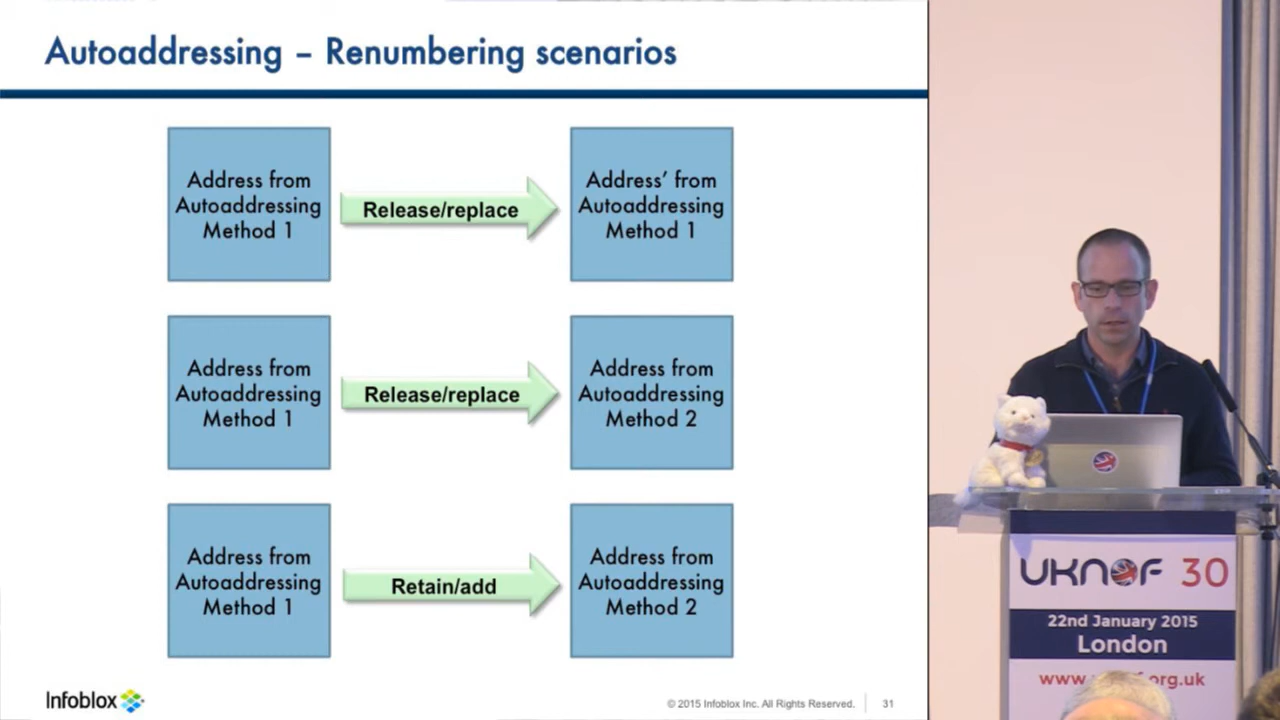 Autoaddressing – Renumbering scenarios
Address from
Autoaddressing
Method 1
Release/replace
Address’ from
Autoaddressing
Method 1
Address from
Autoaddressing
Method 1
Release/replace
Address from
Autoaddressing
Method 2
Address from
Autoaddressing
Method 1
Retain/add
Address from
Autoaddressing
Method 2
Infoblox
© 2015 Infoblox Inc. All Rights Reserved.
31
UKNOF 30
22nd January 2015
London